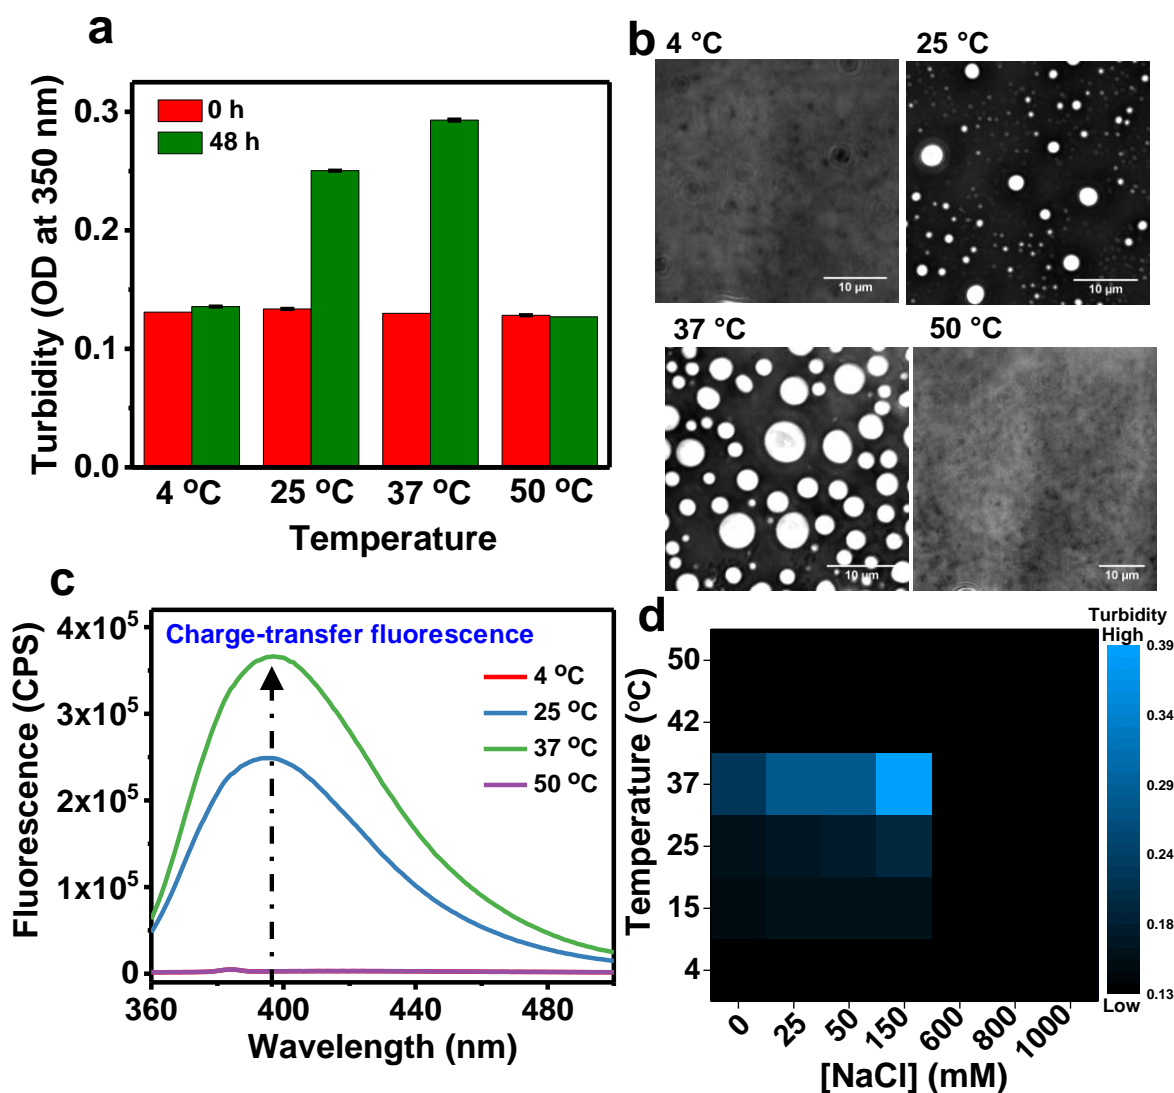 a
0.3
0.2
0.1
0.0
Turbidity (OD at 350 nm)
0 h
48 h
4 °C
25 °C
37 °C
50 °C
Temperature
b
4 °C
25 °C
10 µm
10 µm
37 °C
50 °C
10 µm
10 µm
c
4x10⁵
3x10⁵
2x10⁵
1x10⁵
0
Fluorescence (CPS)
Charge-transfer fluorescence
4 °C
25 °C
37 °C
50 °C
360
400
440
480
Wavelength (nm)
d
50
42
37
25
15
4
Temperature (°C)
0
25
50
150
600
800
1000
[NaCl] (mM)
Turbidity
High
0.39
0.34
0.29
0.24
0.18
0.13
Low